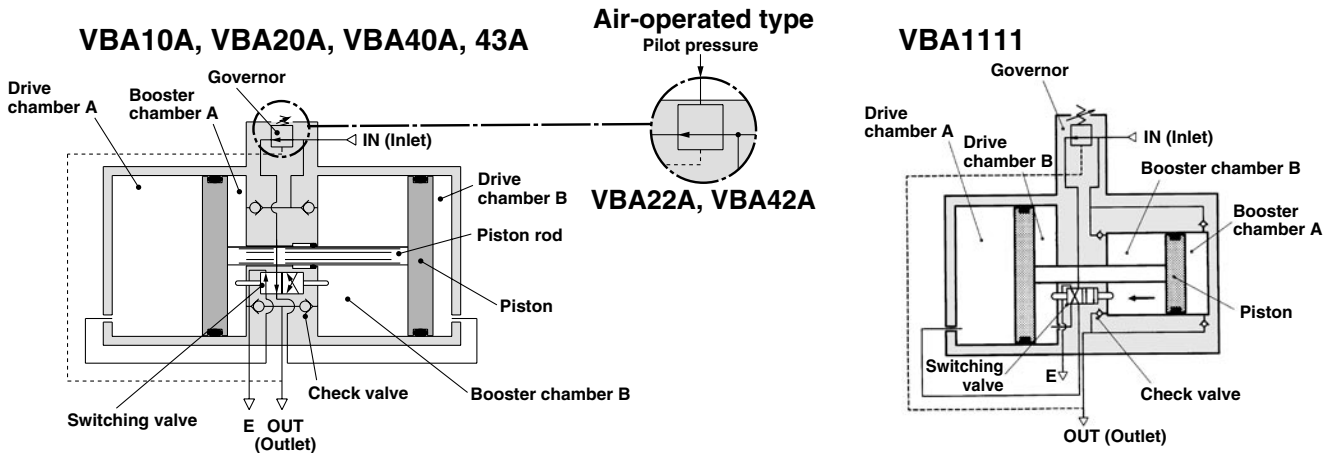 VBA10A, VBA20A, VBA40A, 43A
Drive
chamber A
Booster
chamber A
Governor
IN (Inlet)
Drive
chamber B
Piston rod
Piston
Booster chamber B
Check valve
Switching valve
E
OUT
(Outlet)
Air-operated type
Pilot pressure
VBA22A, VBA42A
VBA1111
Governor
Drive
chamber A
Drive
chamber B
IN (Inlet)
Booster chamber B
Booster
chamber A
Piston
Switching
valve
E
Check valve
OUT (Outlet)